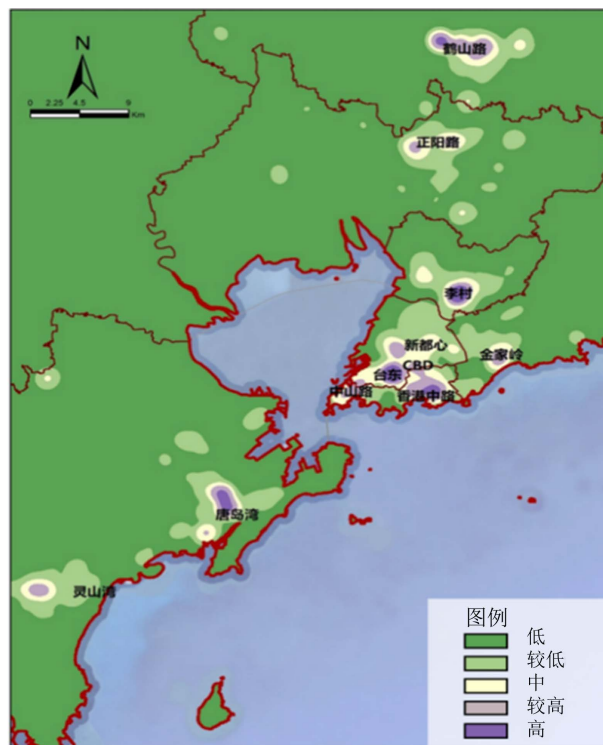 N
0 2.25 4.5 9
Km
鹤山路
正阳路
李村
新都心
金家岭
CBD
台东
中山路
香港中路
唐岛湾
灵山湾
图例
低
较低
中
较高
高